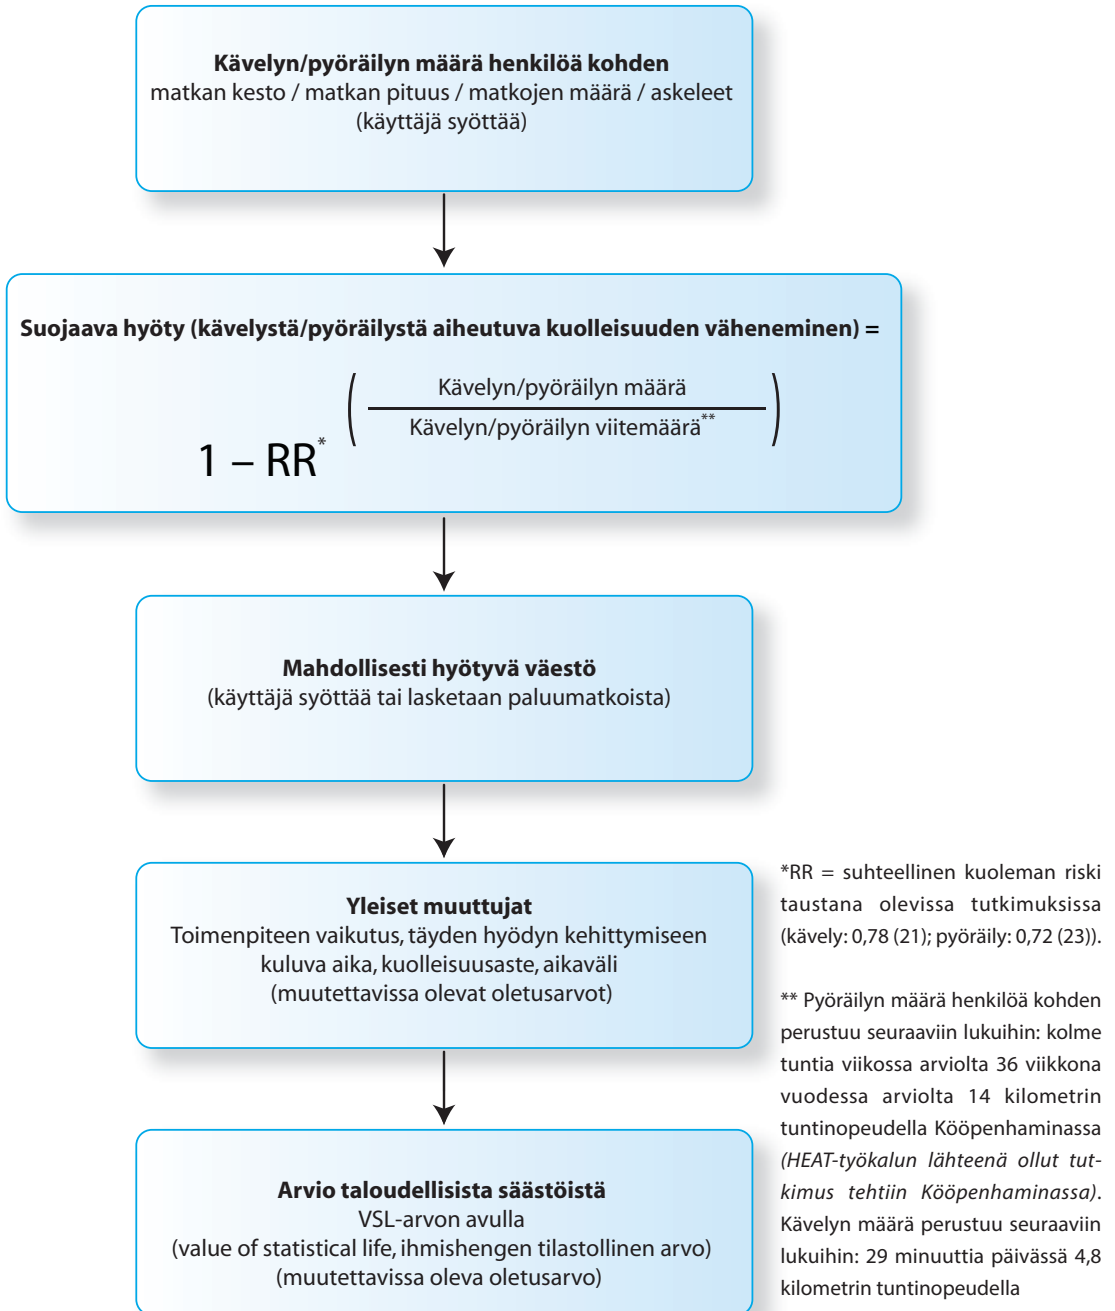 Kävelyn/pyöräilyn määrä henkilöä kohden
matkan kesto / matkan pituus / matkojen määrä / askeleet
(käyttäjä syöttää)
Suojaava hyöty (kävelystä/pyöräilystä aiheutuva kuolleisuuden väheneminen) =
1 – RR*
( Kävelyn/pyöräilyn määrä
Kävelyn/pyöräilyn viitemäärä** )
Mahdollisesti hyötyvä väestö
(käyttäjä syöttää tai lasketaan paluumatkoista)
Yleiset muuttujat
Toimenpiteen vaikutus, täyden hyödyn kehittymiseen
kuluva aika, kuolleisuusaste, aikaväli
(muutettavissa olevat oletusarvot)
Arvio taloudellisista säästöistä
VSL-arvon avulla
(value of statistical life, ihmishengen tilastollinen arvo)
(muutettavissa oleva oletusarvo)
*RR = suhteellinen kuoleman riski
taustana olevissa tutkimuksissa
(kävely: 0,78 (21); pyöräily: 0,72 (23)).
** Pyöräilyn määrä henkilöä kohden
perustuu seuraaviin lukuihin: kolme
tuntia viikossa arviolta 36 viikkona
vuodessa arviolta 14 kilometrin
tuntinopeudella Kööpenhaminassa
(HEAT-työkalun lähteenä ollut tut-
kimus tehtiin Kööpenhaminassa).
Kävelyn määrä perustuu seuraaviin
lukuihin: 29 minuuttia päivässä 4,8
kilometrin tuntinopeudella